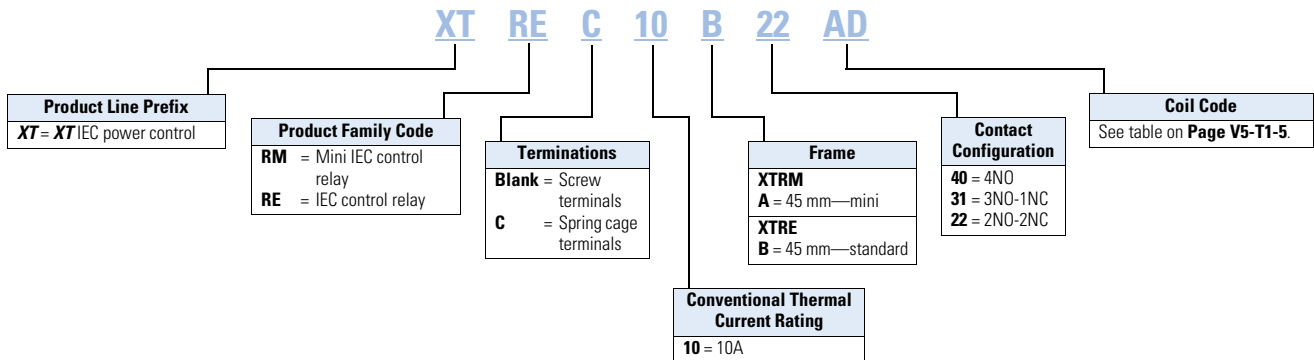 XT RE C 10 B 22 AD
Product Line Prefix
XT = XT IEC power control
Product Family Code
RM = Mini IEC control
relay
RE = IEC control relay
Terminations
Blank = Screw
terminals
C = Spring cage
terminals
Conventional Thermal
Current Rating
10 = 10A
Frame
XTRM
A = 45 mm—mini
XTRE
B = 45 mm—standard
Contact
Configuration
40 = 4NO
31 = 3NO-1NC
22 = 2NO-2NC
Coil Code
See table on Page V5-T1-5.